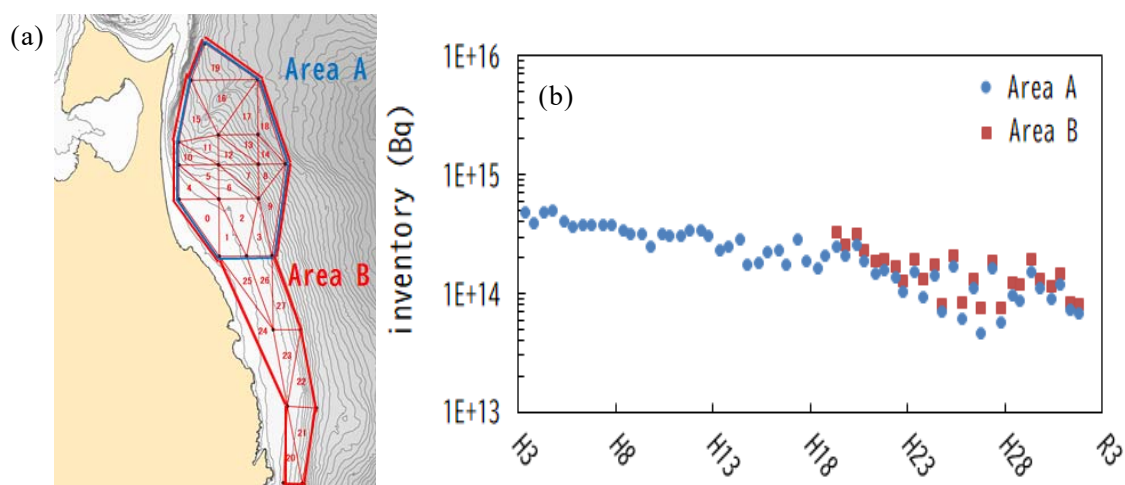 (a)
Area A
19
16
15
17
18
11
12
13
14
10
5
7
8
4
6
9
0
2
1
3
Area B
25
26
27
24
23
22
21
20
(b)
inventory (Bq)
1E+16
1E+15
1E+14
1E+13
Area A
Area B
H3
H8
H13
H18
H23
H28
R3